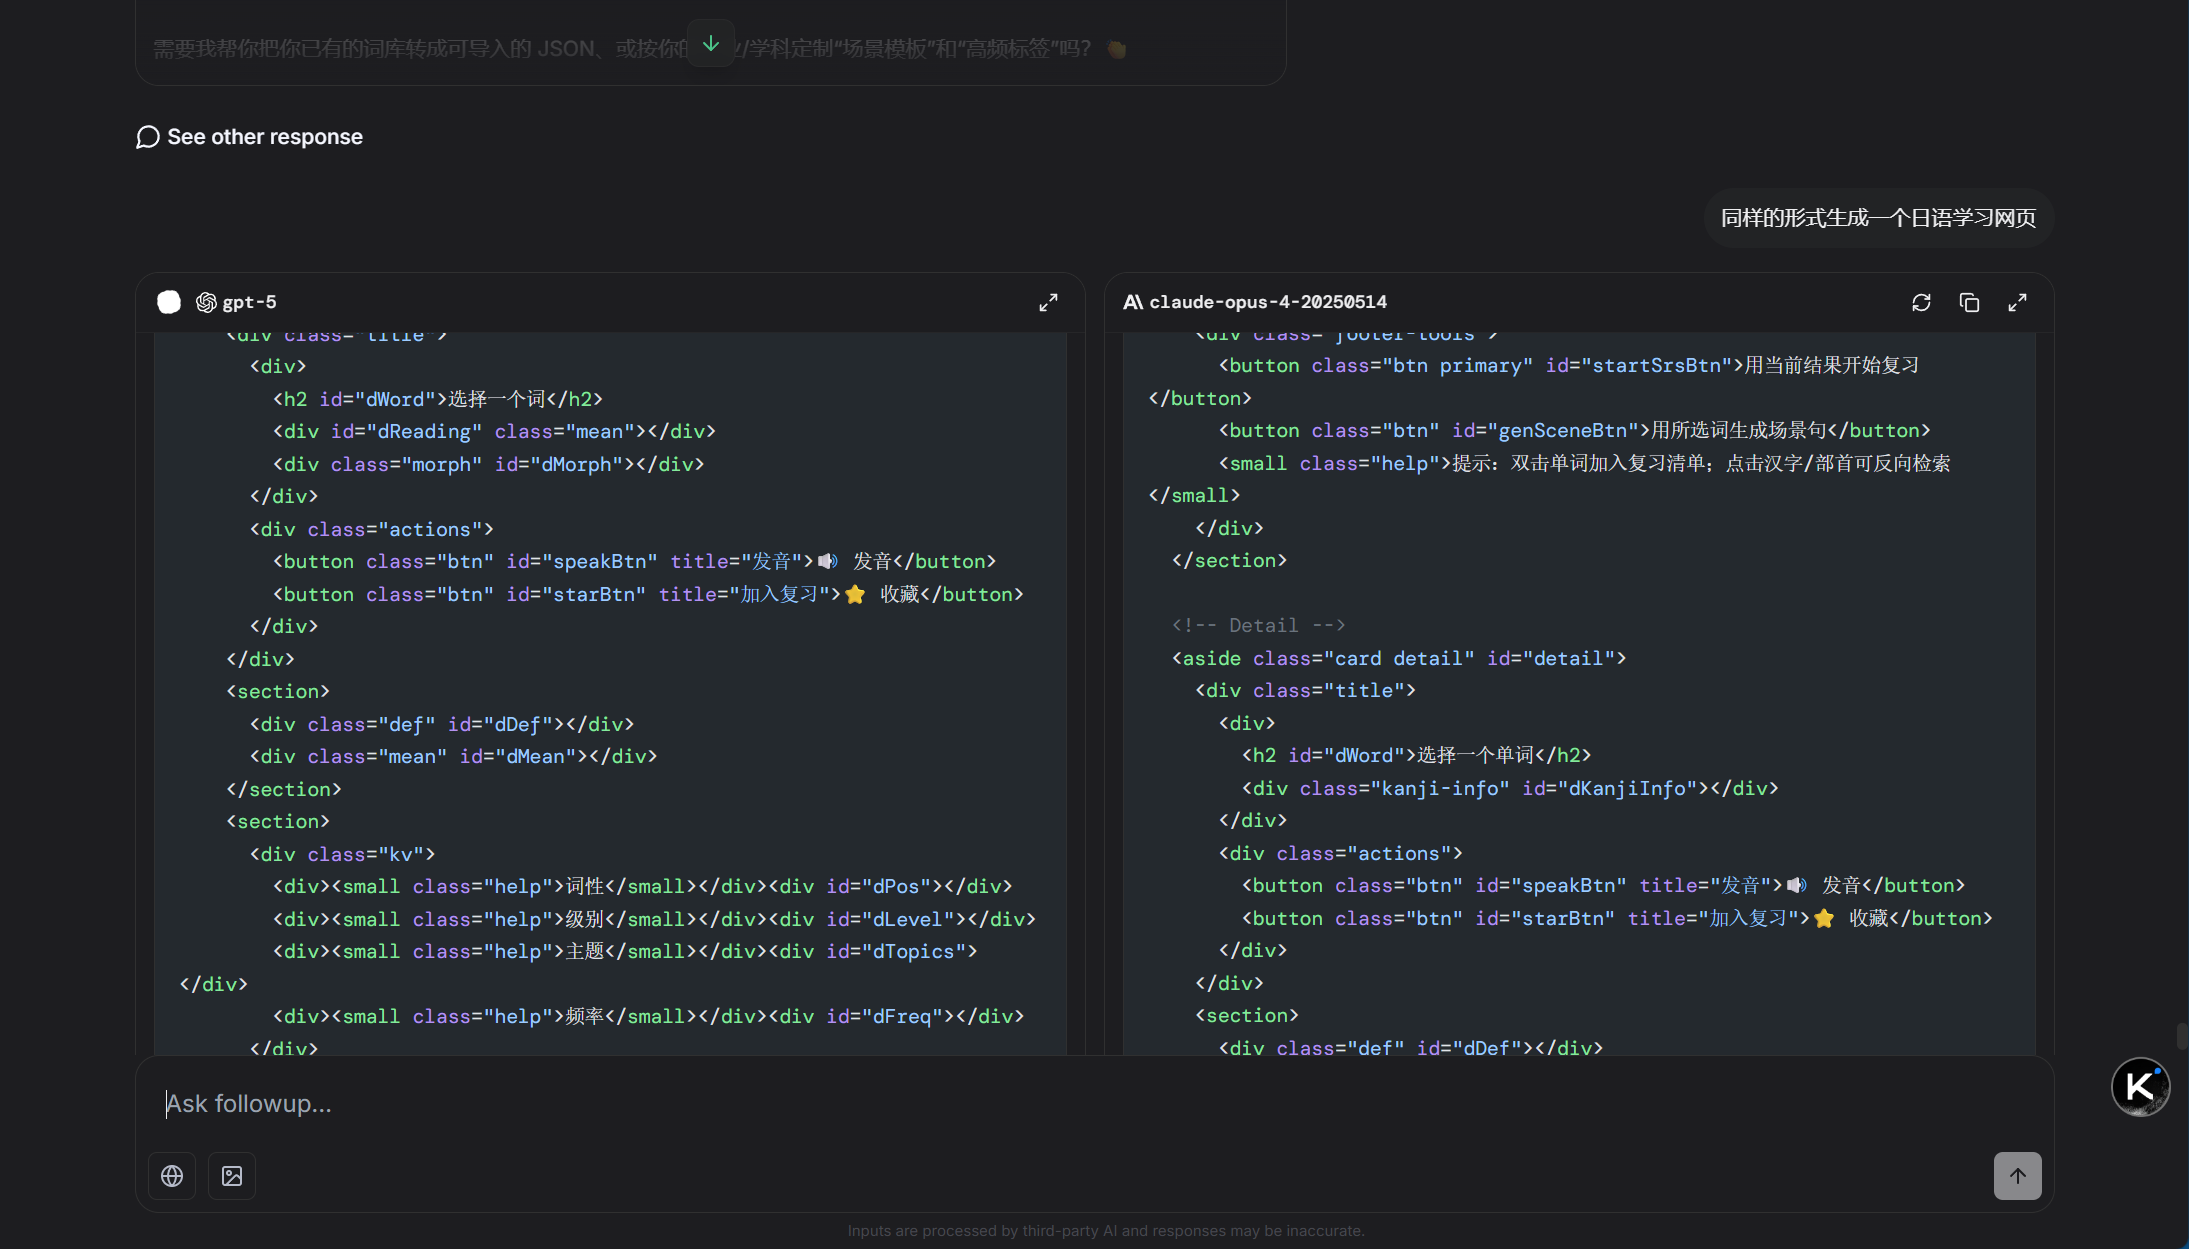 需要我帮你把你已有的词库转成可导入的 JSON、或按你的 /学科定制“场景模板”和“高频标签”吗?
See other response
同样的形式生成一个日语学习网页
gpt-5
<div class="title">
<div>
<h2 id="dWord">选择一个词</h2>
<div id="dReading" class="mean"></div>
<div class="morph" id="dMorph"></div>
</div>
<div class="actions">
<button class="btn" id="speakBtn" title="发音">🔊 发音</button>
<button class="btn" id="starBtn" title="加入复习">⭐ 收藏</button>
</div>
</div>
<section>
<div class="def" id="dDef"></div>
<div class="mean" id="dMean"></div>
</section>
<section>
<div class="kv">
<div><small class="help">词性</small></div><div id="dPos"></div>
<div><small class="help">级别</small></div><div id="dLevel"></div>
<div><small class="help">主题</small></div><div id="dTopics">
</div>
<div><small class="help">频率</small></div><div id="dFreq"></div>
</div>
claude-opus-4-20250514
<div class="footer-tools">
<button class="btn primary" id="startSrsBtn">用当前结果开始复习
</button>
<button class="btn" id="genSceneBtn">用所选词生成场景句</button>
<small class="help">提示：双击单词加入复习清单；点击汉字/部首可反向检索
</small>
</div>
</section>
<!-- Detail -->
<aside class="card detail" id="detail">
<div class="title">
<div>
<h2 id="dWord">选择一个单词</h2>
<div class="kanji-info" id="dKanjiInfo"></div>
</div>
<div class="actions">
<button class="btn" id="speakBtn" title="发音">🔊 发音</button>
<button class="btn" id="starBtn" title="加入复习">⭐ 收藏</button>
</div>
</div>
<section>
<div class="def" id="dDef"></div>
Ask followup...
K
Inputs are processed by third-party AI and responses may be inaccurate.